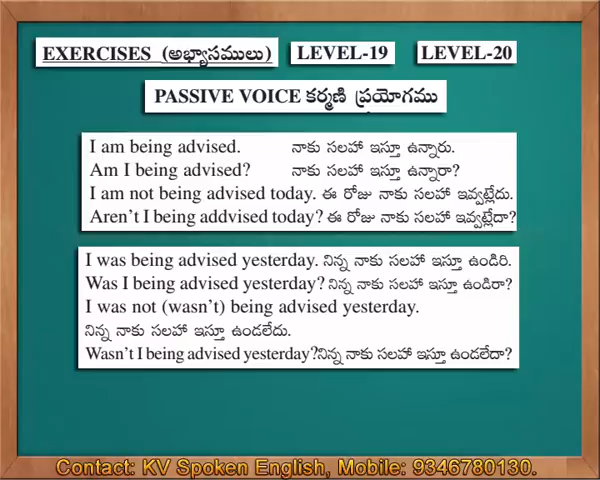 EXERCISES (అభ్యాసములు) LEVEL-19 LEVEL-20
PASSIVE VOICE కర్మణి ప్రయోగము
I am being advised. నాకు సలహా ఇస్తూ ఉన్నారు.
Am I being advised? నాకు సలహా ఇస్తూ ఉన్నారా?
I am not being advised today. ఈ రోజు నాకు సలహా ఇవ్వట్లేదు.
Aren't I being addvised today? ఈ రోజు నాకు సలహా ఇవ్వట్లేదా?
I was being advised yesterday. నిన్న నాకు సలహా ఇస్తూ ఉండిరి.
Was I being advised yesterday? నిన్న నాకు సలహా ఇస్తూ ఉండిరా?
I was not (wasn't) being advised yesterday.
నిన్న నాకు సలహా ఇస్తూ ఉండలేదు.
Wasn't I being advised yesterday?నిన్న నాకు సలహా ఇస్తూ ఉండలేదా?
Contact: KV Spoken English, Mobile: 9346780130.